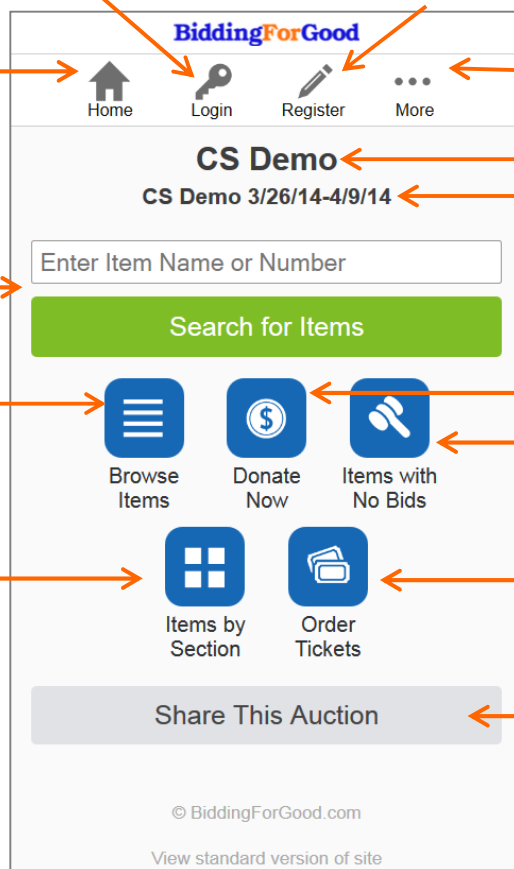 BiddingForGood
Home Login Register More
CS Demo
CS Demo 3/26/14-4/9/14
Enter Item Name or Number
Search for Items
Browse
Items
Donate
Now
Items with
No Bids
Items by
Section
Order
Tickets
Share This Auction
© BiddingForGood.com
View standard version of site